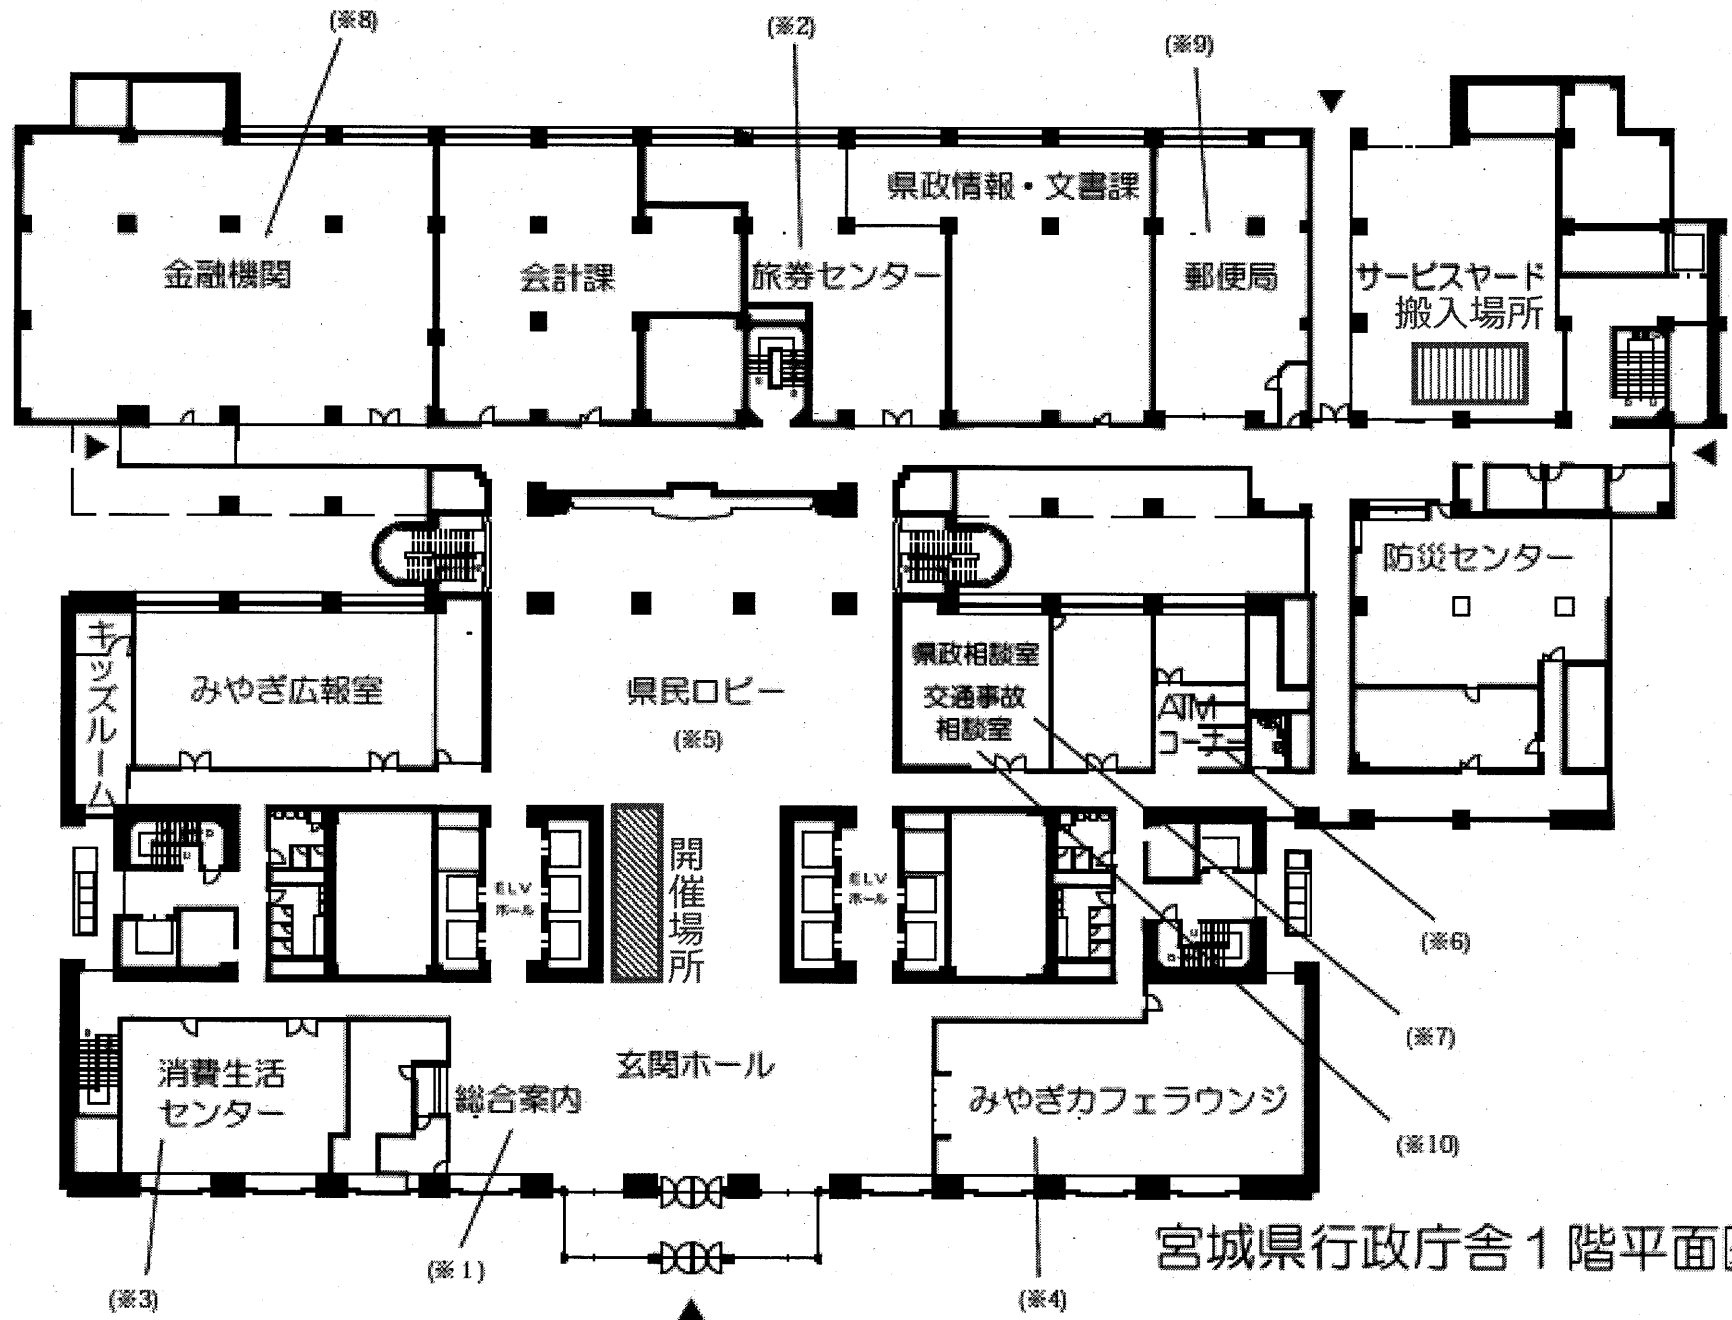 (※8)
(※2)
(※9)
県政情報・文書課
金融機関
会計課
旅券センター
郵便局
サービスヤード
搬入場所
防災センター
キッズルーム
みやぎ広報室
県民ロビー
(※5)
県政相談室
交通事故
相談室
ATM
コーナー
開催場所
ELV
ホール
ELV
ホール
(※6)
(※7)
(※10)
消費生活
センター
総合案内
玄関ホール
みやぎカフェラウンジ
(※3)
(※1)
(※4)
宮城県行政庁舎1階平面図